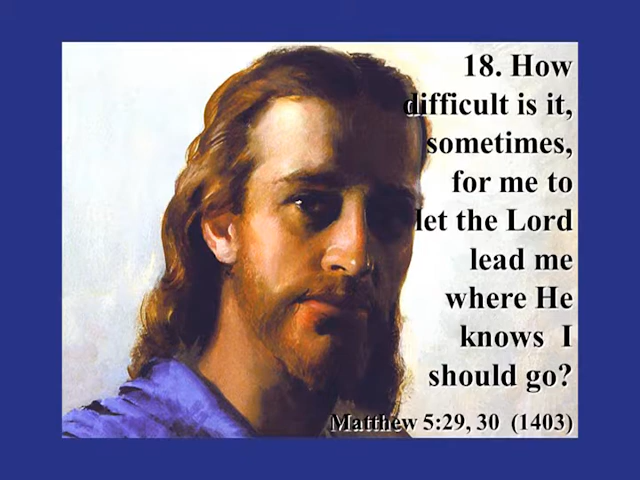 18. How
difficult is it,
sometimes,
for me to
let the Lord
lead me
where He
knows I
should go?
Matthew 5:29, 30 (1403)